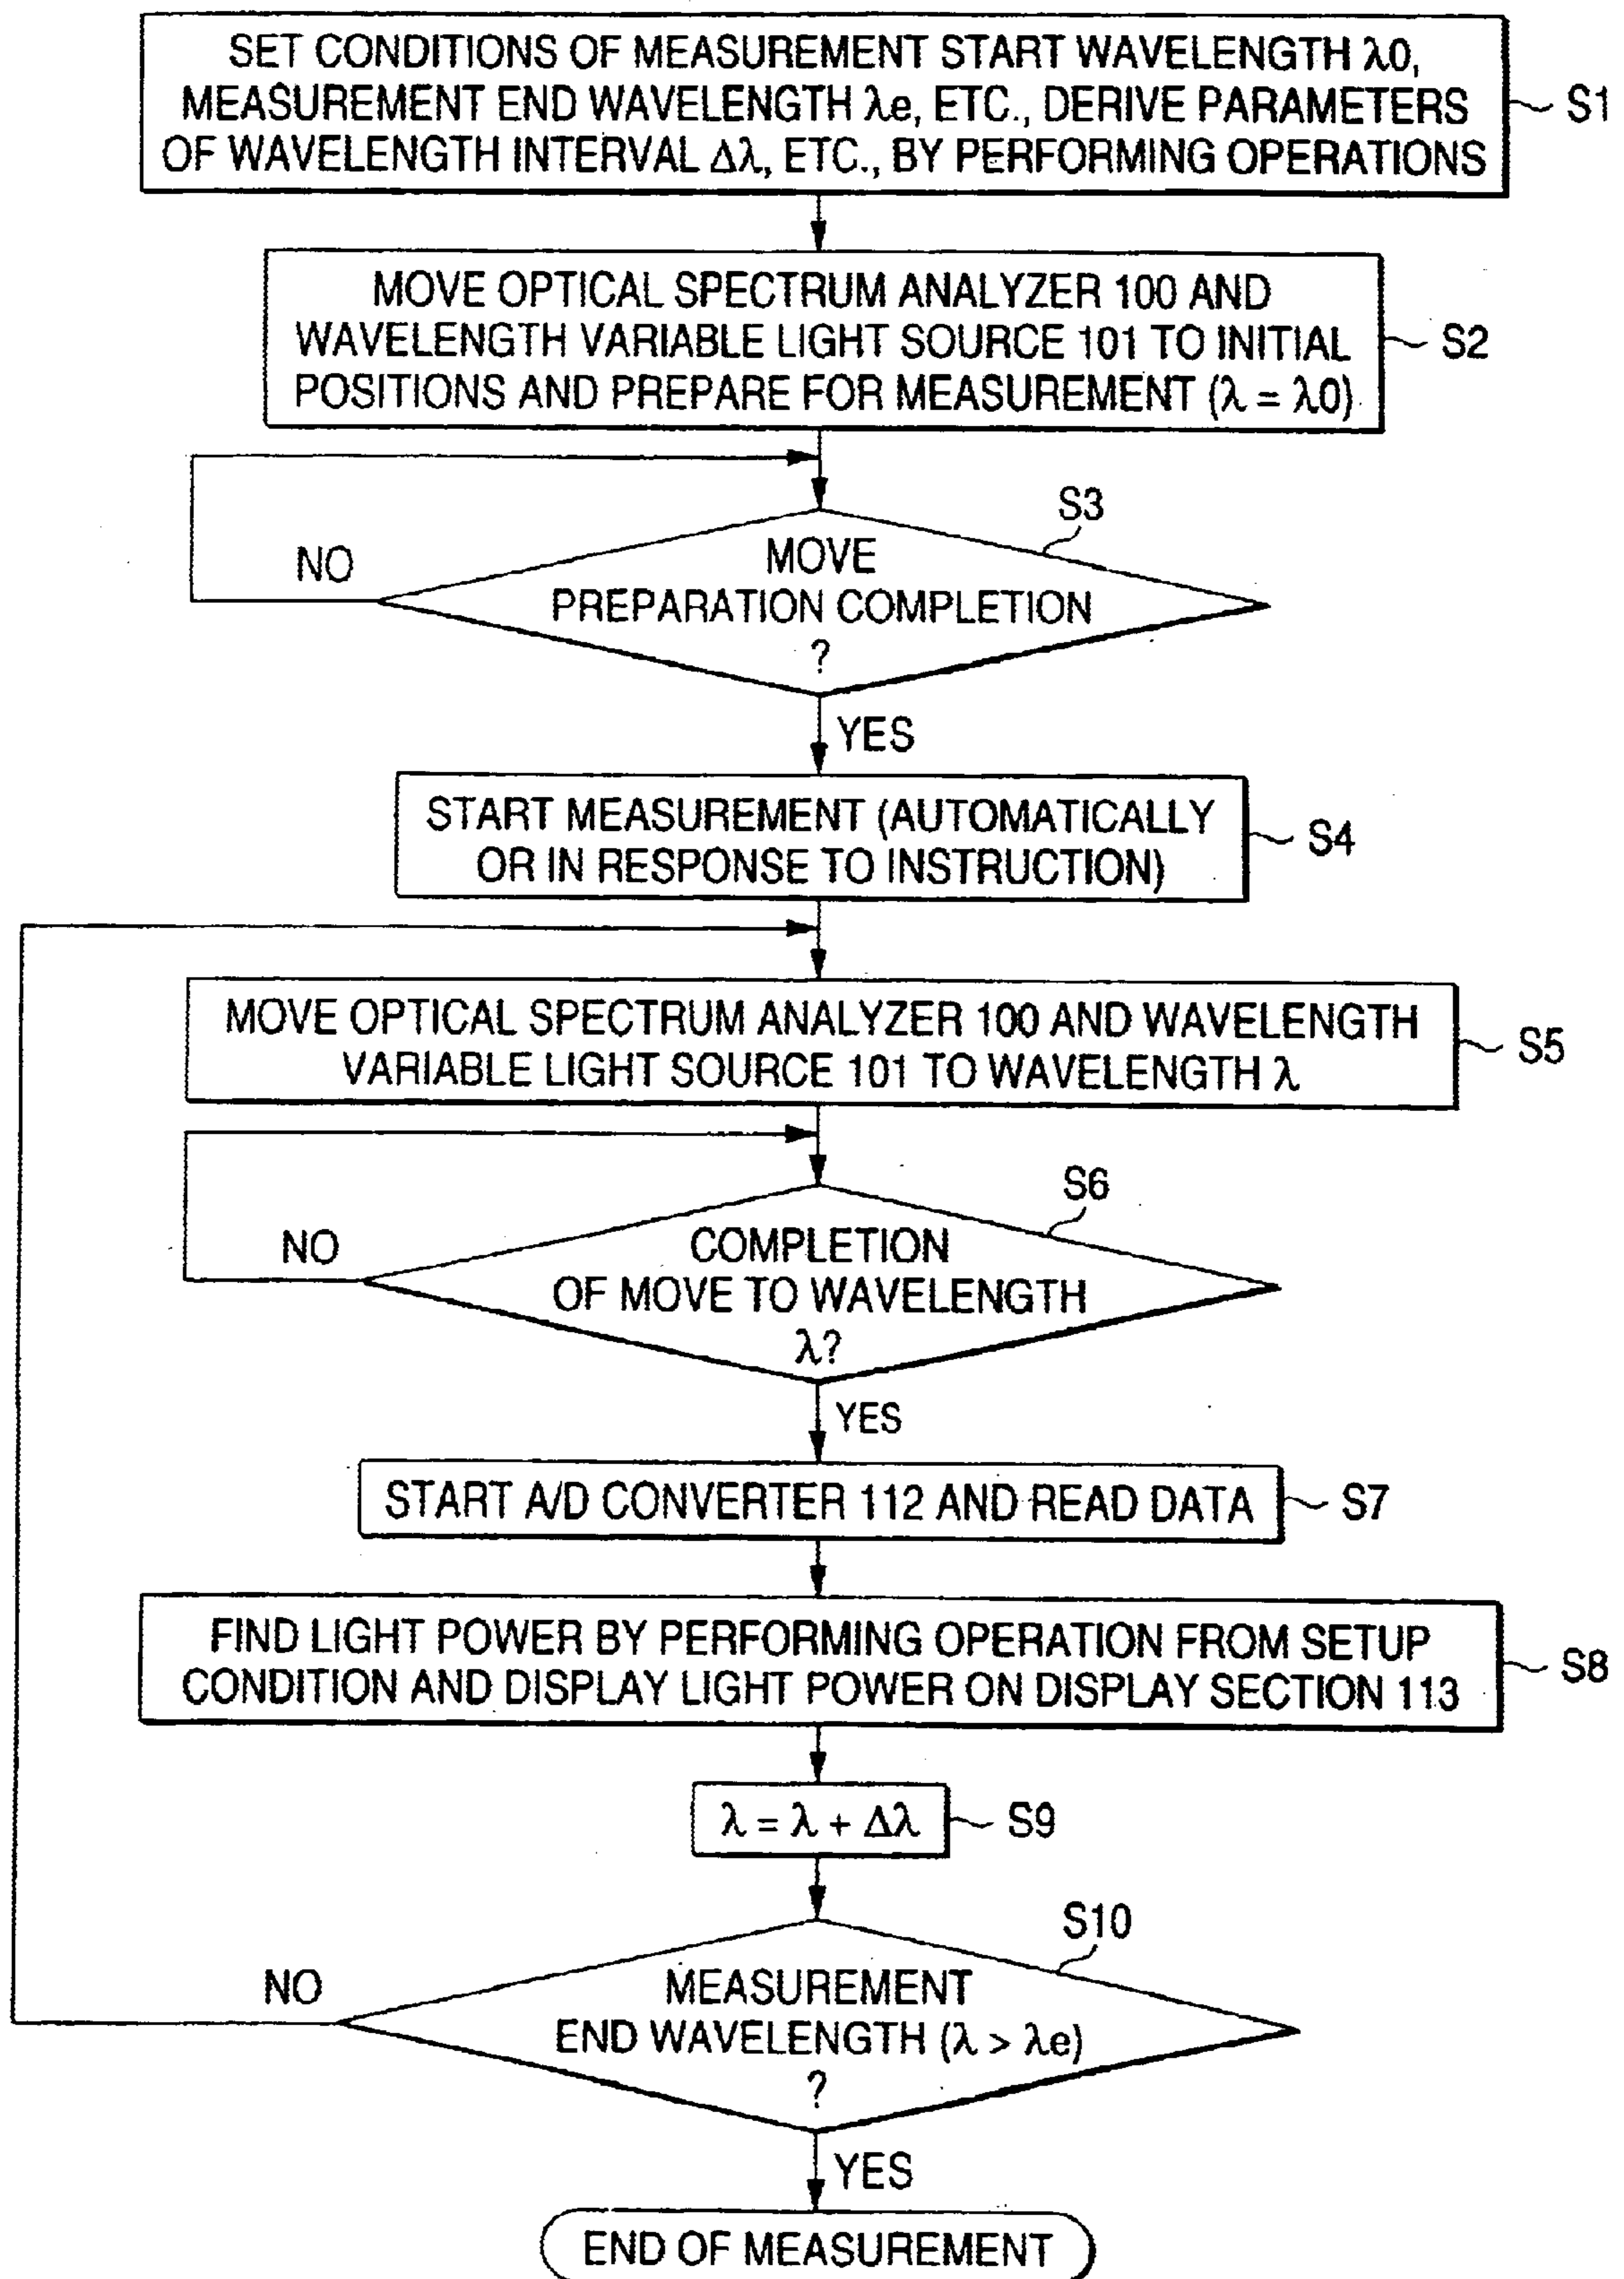 SET CONDITIONS OF MEASUREMENT START WAVELENGTH λ0,
MEASUREMENT END WAVELENGTH λe, ETC., DERIVE PARAMETERS
OF WAVELENGTH INTERVAL Δλ, ETC., BY PERFORMING OPERATIONS
S1
MOVE OPTICAL SPECTRUM ANALYZER 100 AND
WAVELENGTH VARIABLE LIGHT SOURCE 101 TO INITIAL
POSITIONS AND PREPARE FOR MEASUREMENT (λ = λ0)
S2
S3
NO
MOVE
PREPARATION COMPLETION
?
YES
START MEASUREMENT (AUTOMATICALLY
OR IN RESPONSE TO INSTRUCTION)
S4
MOVE OPTICAL SPECTRUM ANALYZER 100 AND WAVELENGTH
VARIABLE LIGHT SOURCE 101 TO WAVELENGTH λ
S5
S6
NO
COMPLETION
OF MOVE TO WAVELENGTH
λ?
YES
START A/D CONVERTER 112 AND READ DATA
S7
FIND LIGHT POWER BY PERFORMING OPERATION FROM SETUP
CONDITION AND DISPLAY LIGHT POWER ON DISPLAY SECTION 113
S8
λ = λ + Δλ
S9
S10
NO
MEASUREMENT
END WAVELENGTH (λ > λe)
?
YES
END OF MEASUREMENT